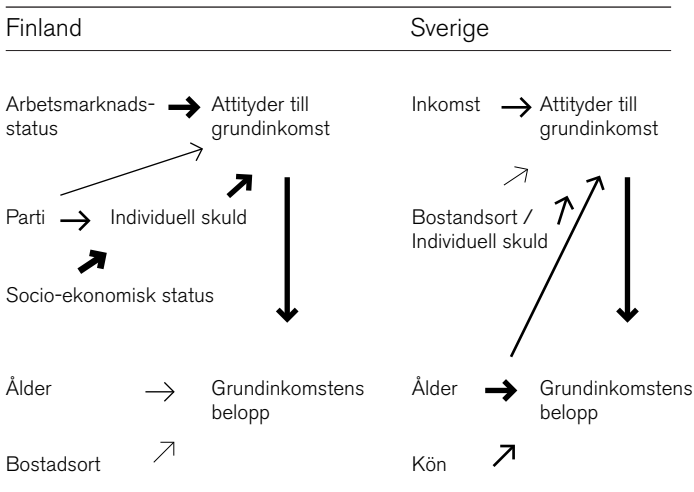 Finland
Sverige
Arbetsmarknads-
status
Attityder till
grundinkomst
Inkomst
Attityder till
grundinkomst
Parti
Individuell skuld
Bostandsort /
Individuell skuld
Socio-ekonomisk status
Ålder
Grundinkomstens
belopp
Ålder
Grundinkomstens
belopp
Bostadsort
Kön